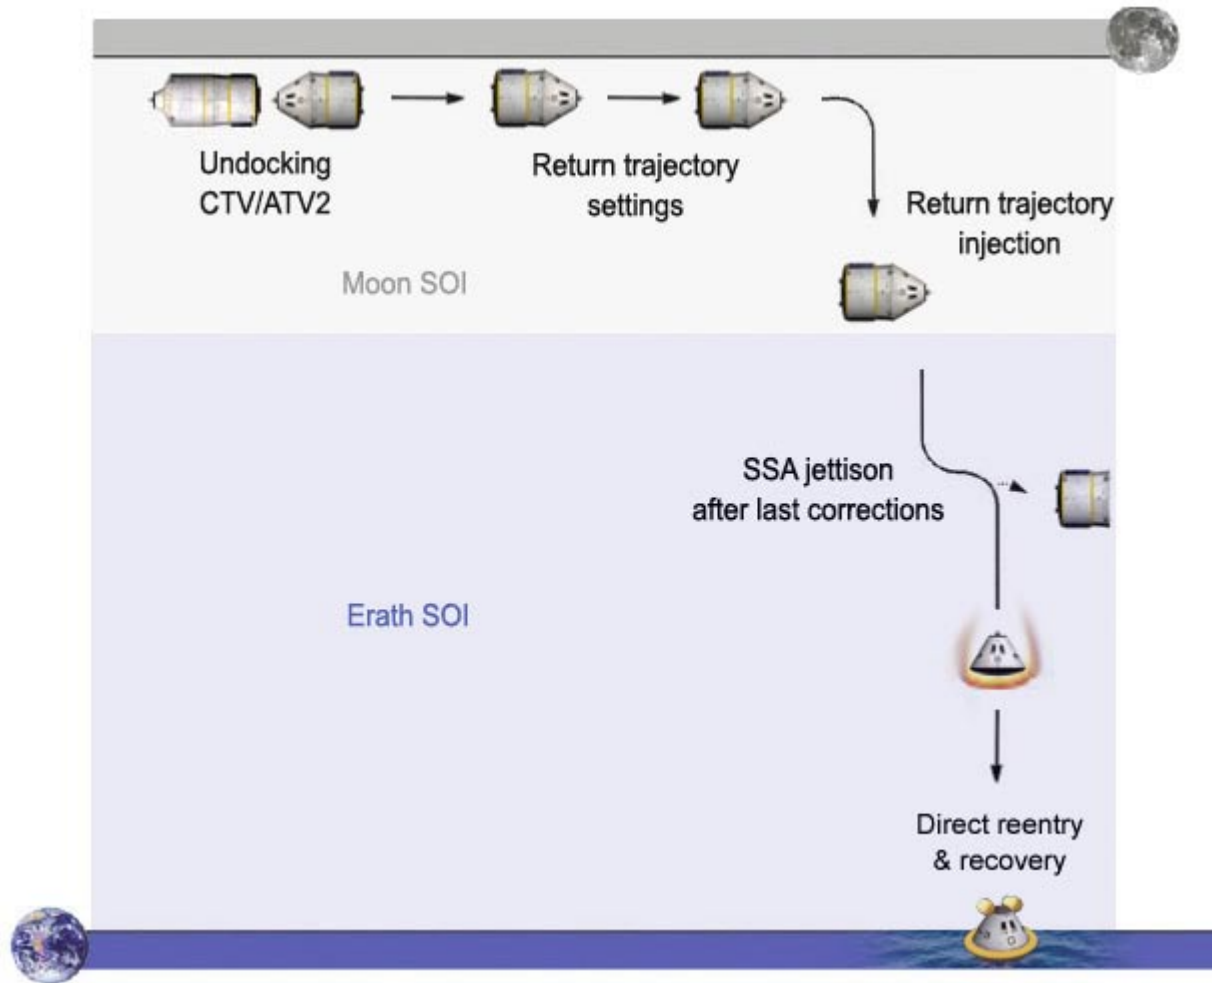 Undocking
CTV/ATV2
Return trajectory
settings
Return trajectory
injection
Moon SOI
SSA jettison
after last corrections
Erath SOI
Direct reentry
& recovery